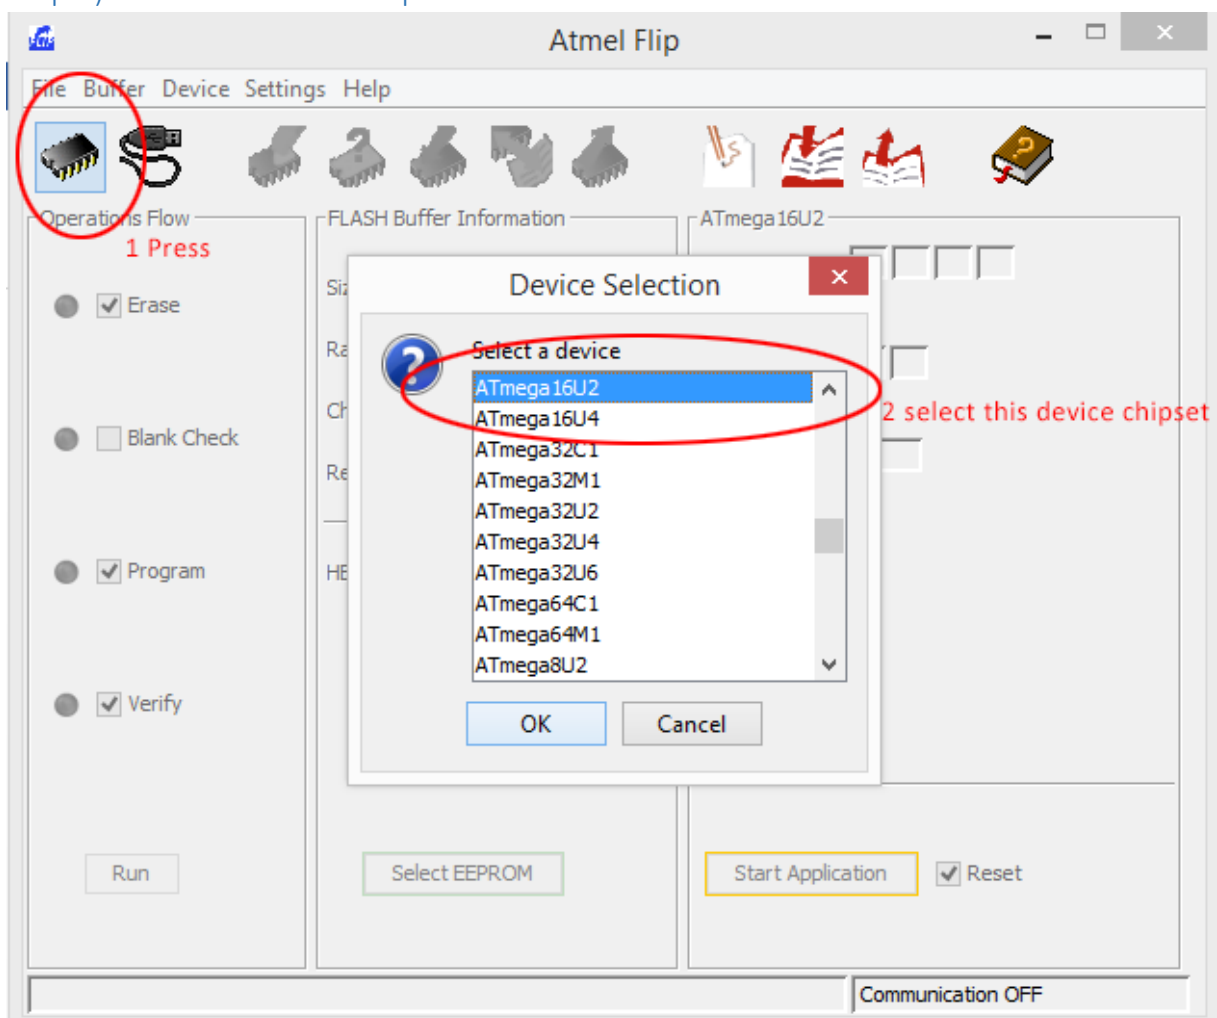 Atmel Flip
File Buffer Device Settings Help
Operations Flow
1 Press
Erase
Blank Check
Program
Verify
Run
FLASH Buffer Information
Select EEPROM
ATmega16U2
Device Selection
Select a device
ATmega16U2
ATmega16U4
ATmega32C1
ATmega32M1
ATmega32U2
ATmega32U4
ATmega32U6
ATmega64C1
ATmega64M1
ATmega8U2
OK Cancel
2 select this device chipset
Start Application Reset
Communication OFF